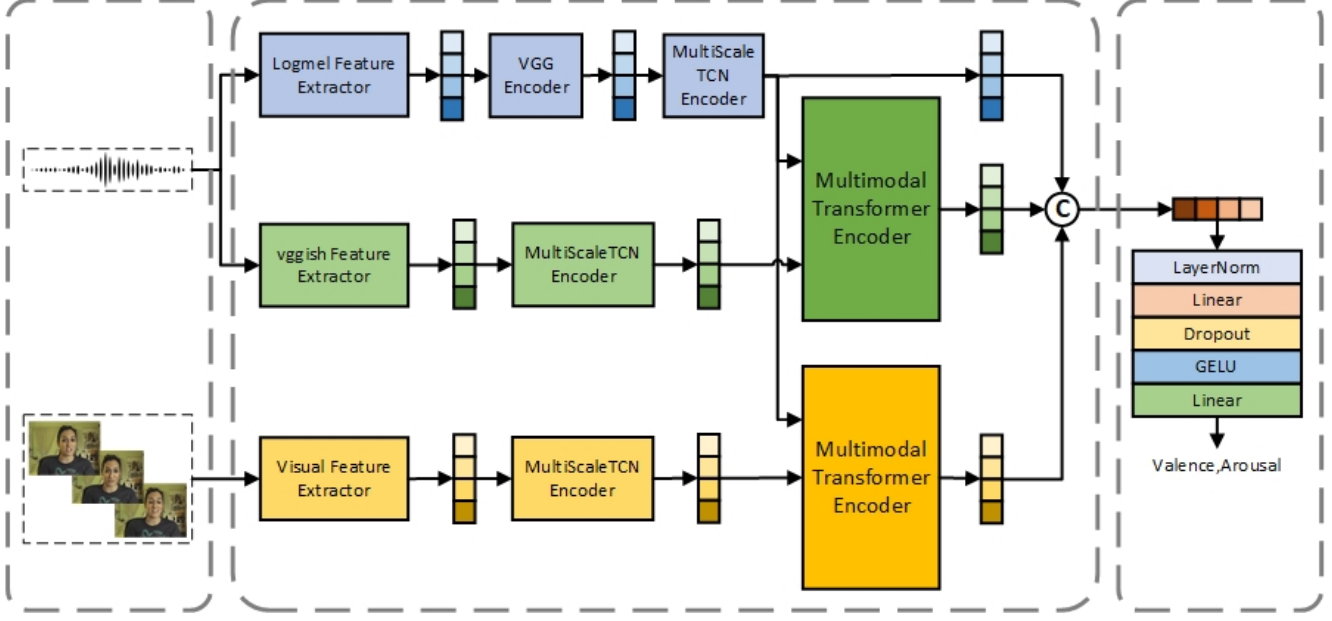 Logmel Feature
Extractor
VGG
Encoder
MultiScale
TCN
Encoder
Multimodal
Transformer
Encoder
C
vggish Feature
Extractor
MultiScaleTCN
Encoder
LayerNorm
Linear
Dropout
GELU
Linear
Valence,Arousal
Visual Feature
Extractor
MultiScaleTCN
Encoder
Multimodal
Transformer
Encoder